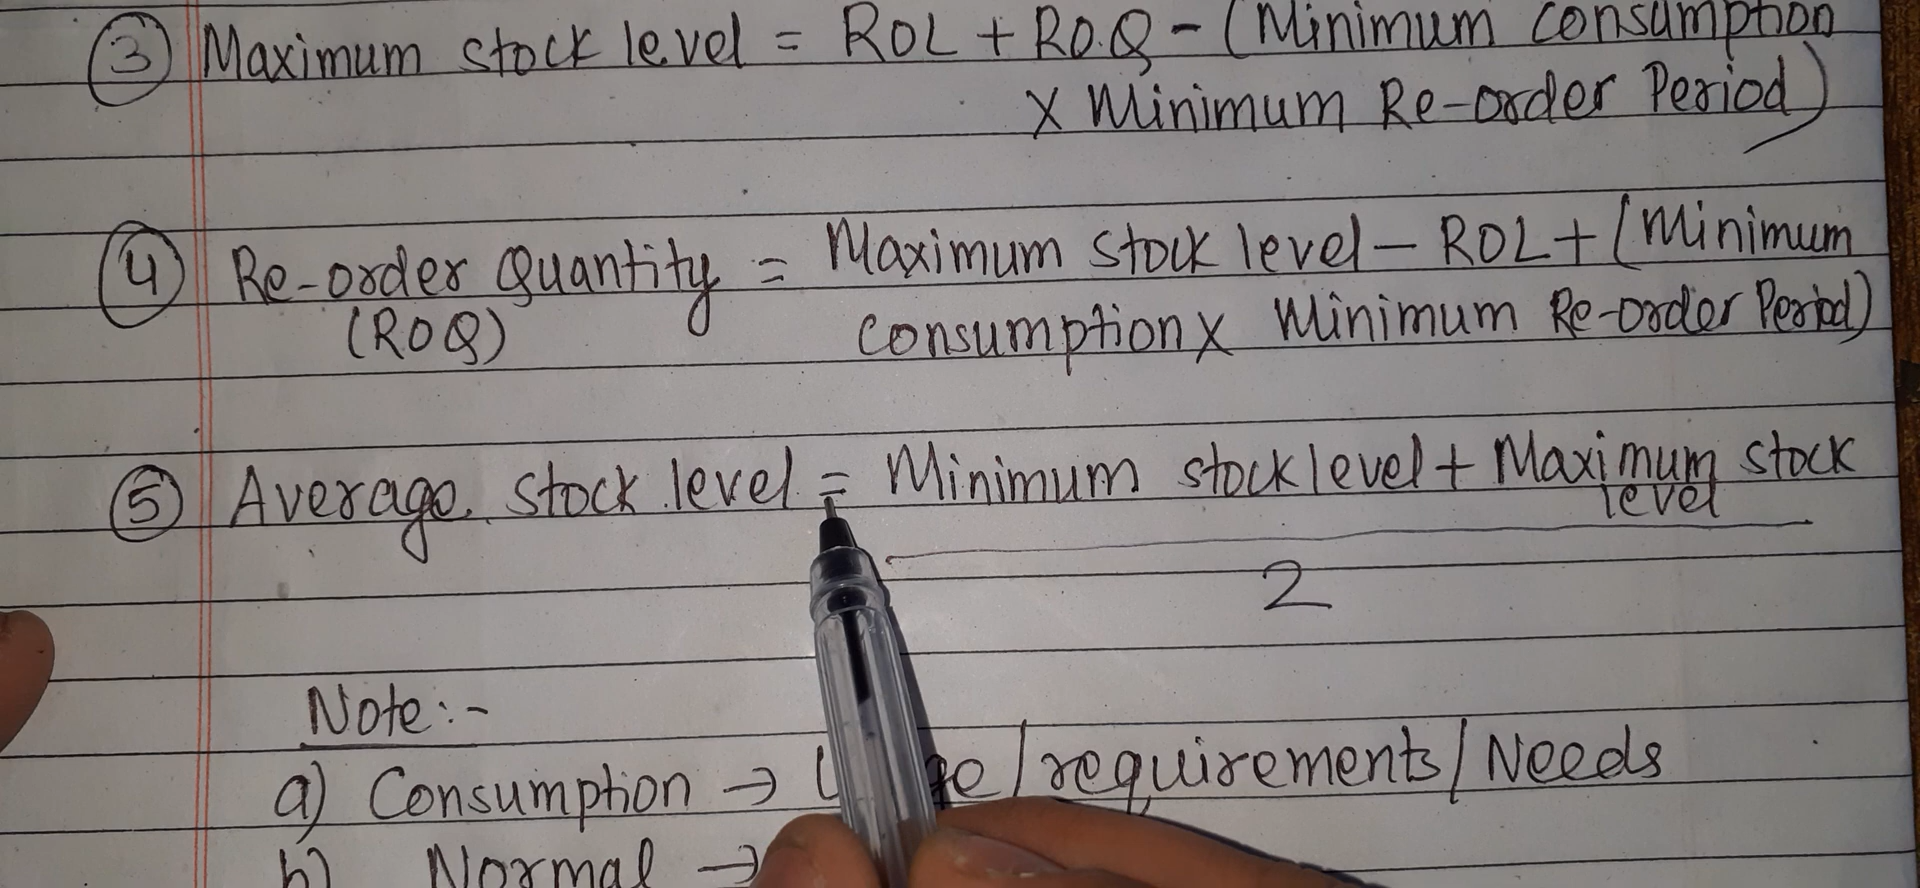 ③ Maximum stock level = ROL + RO.Q - (Minimum Consumption
X Minimum Re-order Period)
④ Re-order Quantity = Maximum stock level - ROL + (Minimum
(ROQ) Consumption X Minimum Re-order Period)
⑤ Average stock level = Minimum stock level + Maximum stock
level
2
Note:-
a) Consumption → /requirements/Needs
b) Normal →